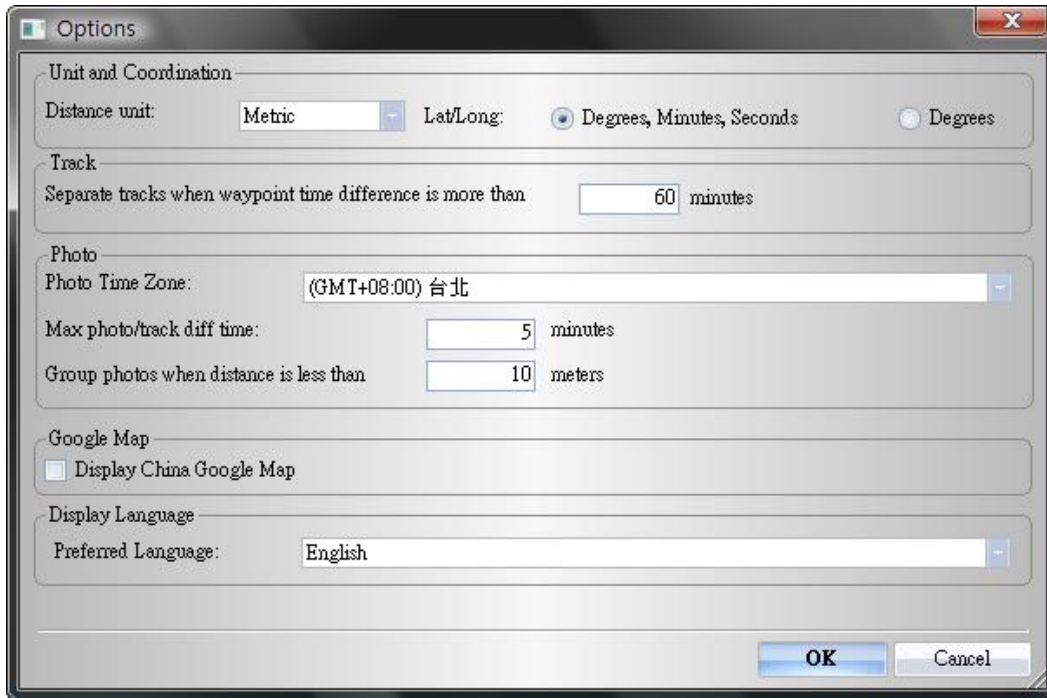 Options
Unit and Coordination
Distance unit: Metric Lat/Long: Degrees, Minutes, Seconds Degrees
Track
Separate tracks when waypoint time difference is more than 60 minutes
Photo
Photo Time Zone: (GMT+08:00) 台北
Max photo/track diff time: 5 minutes
Group photos when distance is less than 10 meters
Google Map
Display China Google Map
Display Language
Preferred Language: English
OK Cancel